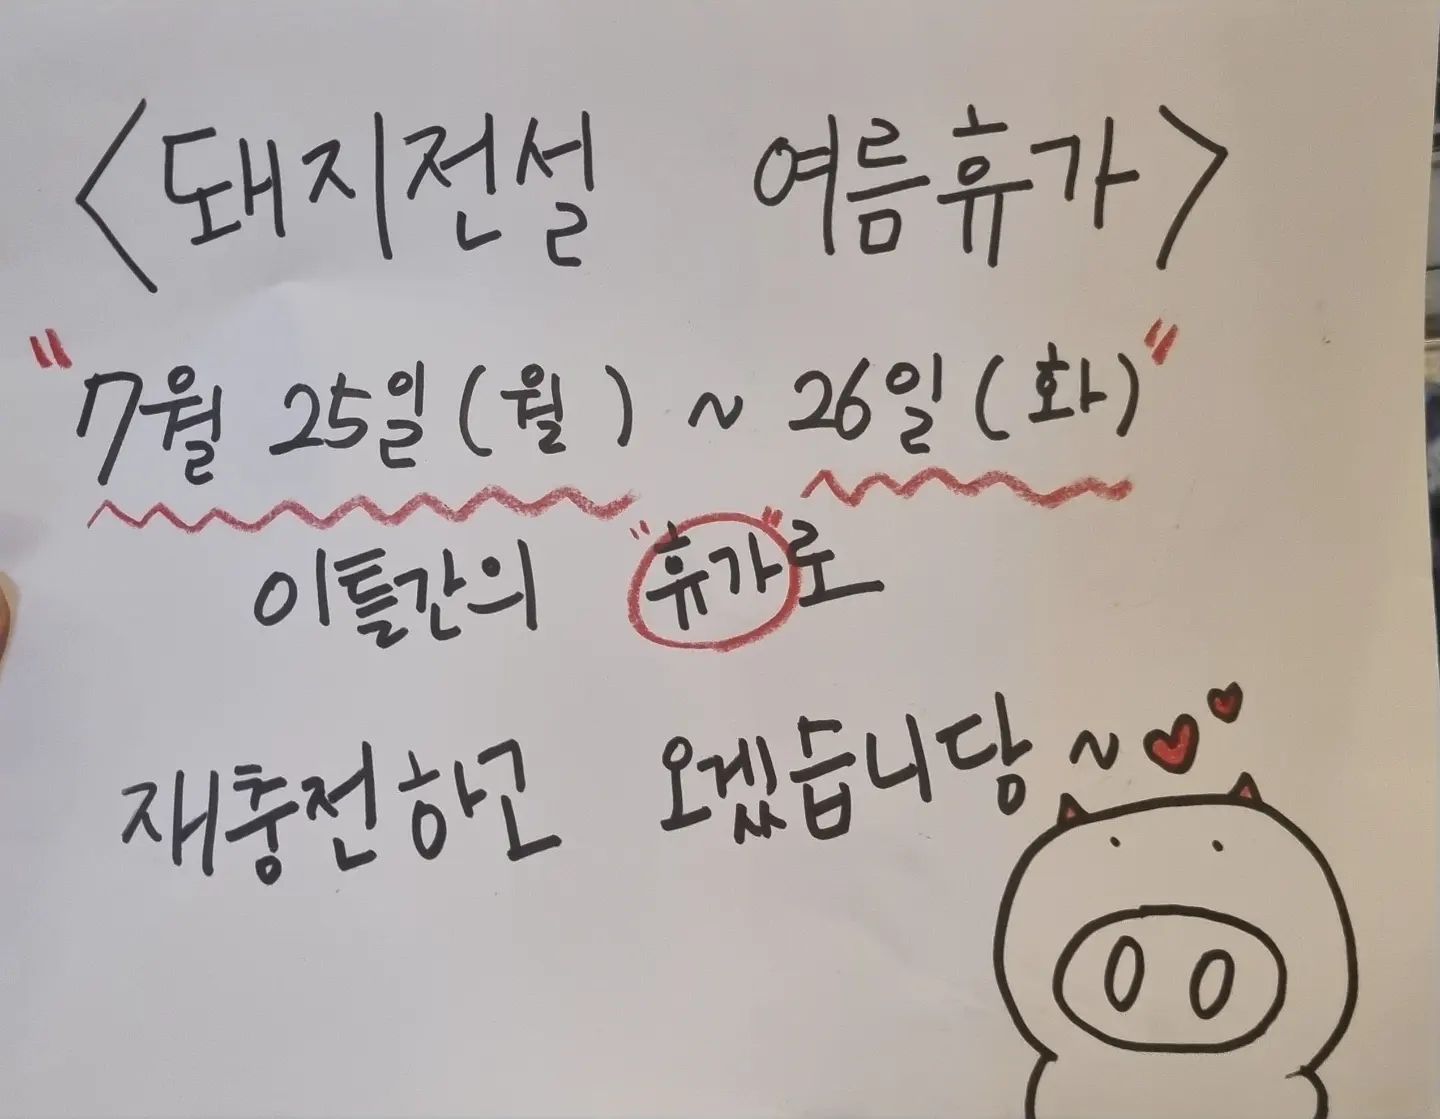 <돼지전설 여름휴가>
"7월 25일(월) ~ 26일(화)"
이틀간의 "휴가"로
재충전하고 오겠습니당~